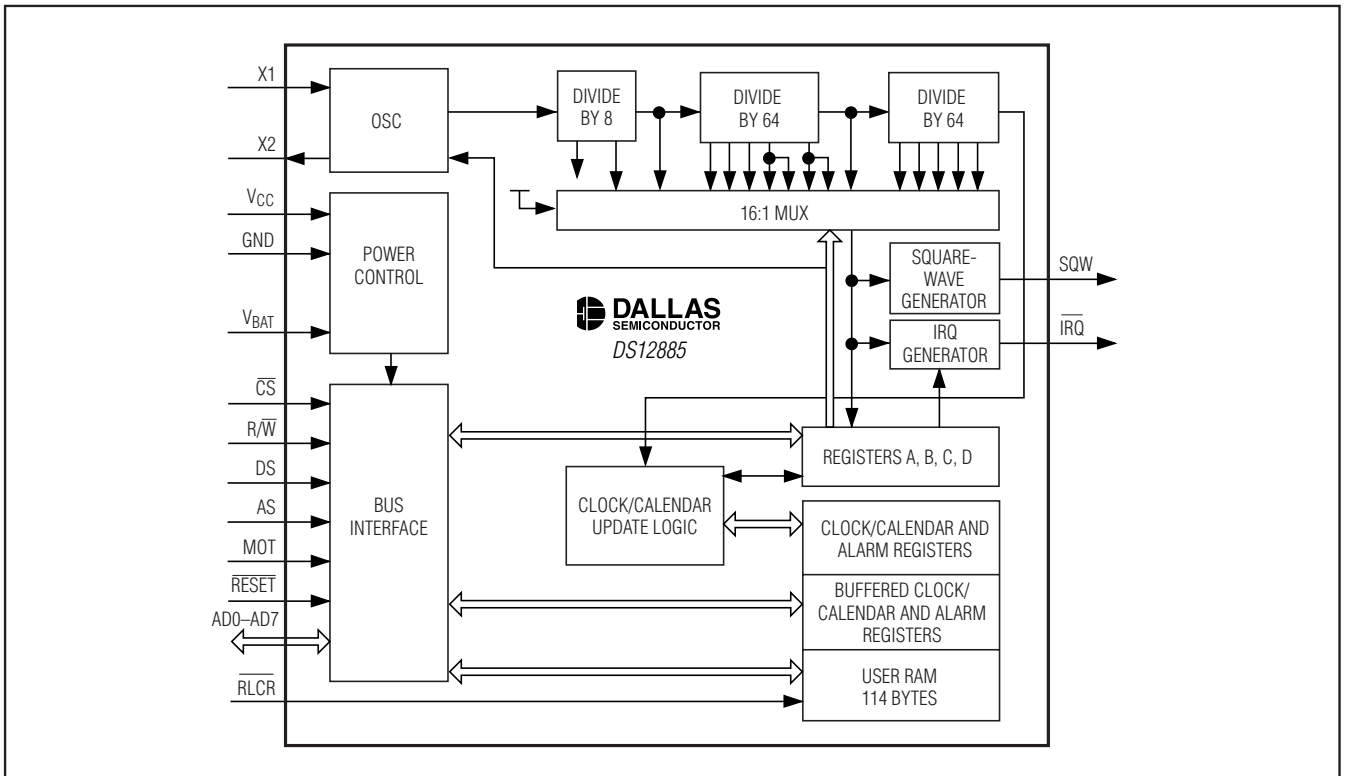 X1
X2
VCC
GND
VBAT
CS
R/W
DS
AS
MOT
RESET
AD0–AD7
RLCR
OSC
POWER
CONTROL
BUS
INTERFACE
DIVIDE
BY 8
DIVIDE
BY 64
DIVIDE
BY 64
16:1 MUX
SQUARE-
WAVE
GENERATOR
SQW
IRQ
GENERATOR
IRQ
DALLAS
SEMICONDUCTOR
DS12885
REGISTERS A, B, C, D
CLOCK/CALENDAR
UPDATE LOGIC
CLOCK/CALENDAR AND
ALARM REGISTERS
BUFFERED CLOCK/
CALENDAR AND ALARM
REGISTERS
USER RAM
114 BYTES